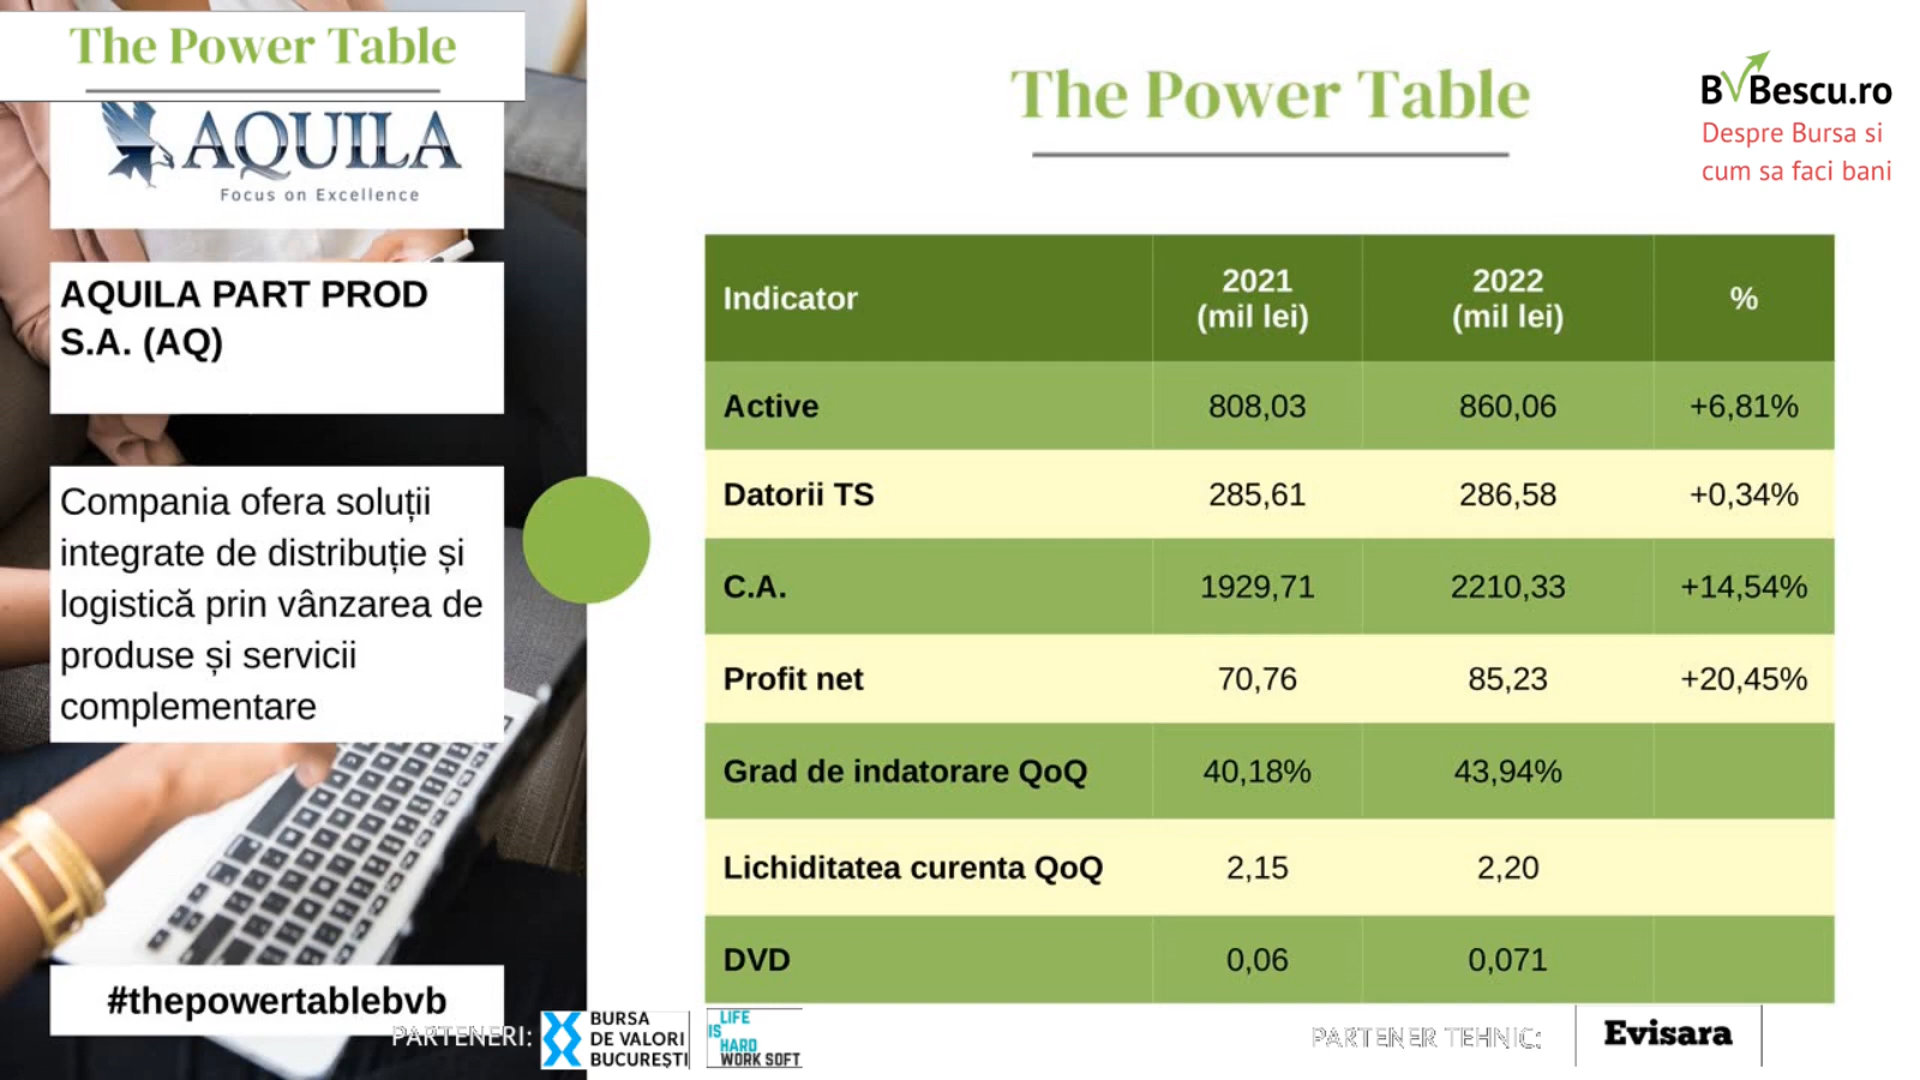 The Power Table
AQUILA
Focus on Excellence
AQUILA PART PROD
S.A. (AQ)
Compania ofera soluții
integrate de distribuție și
logistică prin vânzarea de
produse și servicii
complementare
#thepowertablebvb
The Power Table
BVBescu.ro
Despre Bursa si
cum sa faci bani
Indicator 2021 (mil lei) 2022 (mil lei) %
Active 808,03 860,06 +6,81%
Datorii TS 285,61 286,58 +0,34%
C.A. 1929,71 2210,33 +14,54%
Profit net 70,76 85,23 +20,45%
Grad de indatorare QoQ 40,18% 43,94%
Lichiditatea curenta QoQ 2,15 2,20
DVD 0,06 0,071
PARTENERI:
BURSA
DE VALORI
BUCUREȘTI
LIFE
IS
HARD
WORK SOFT
PARTENER TEHNIC:
Evisara